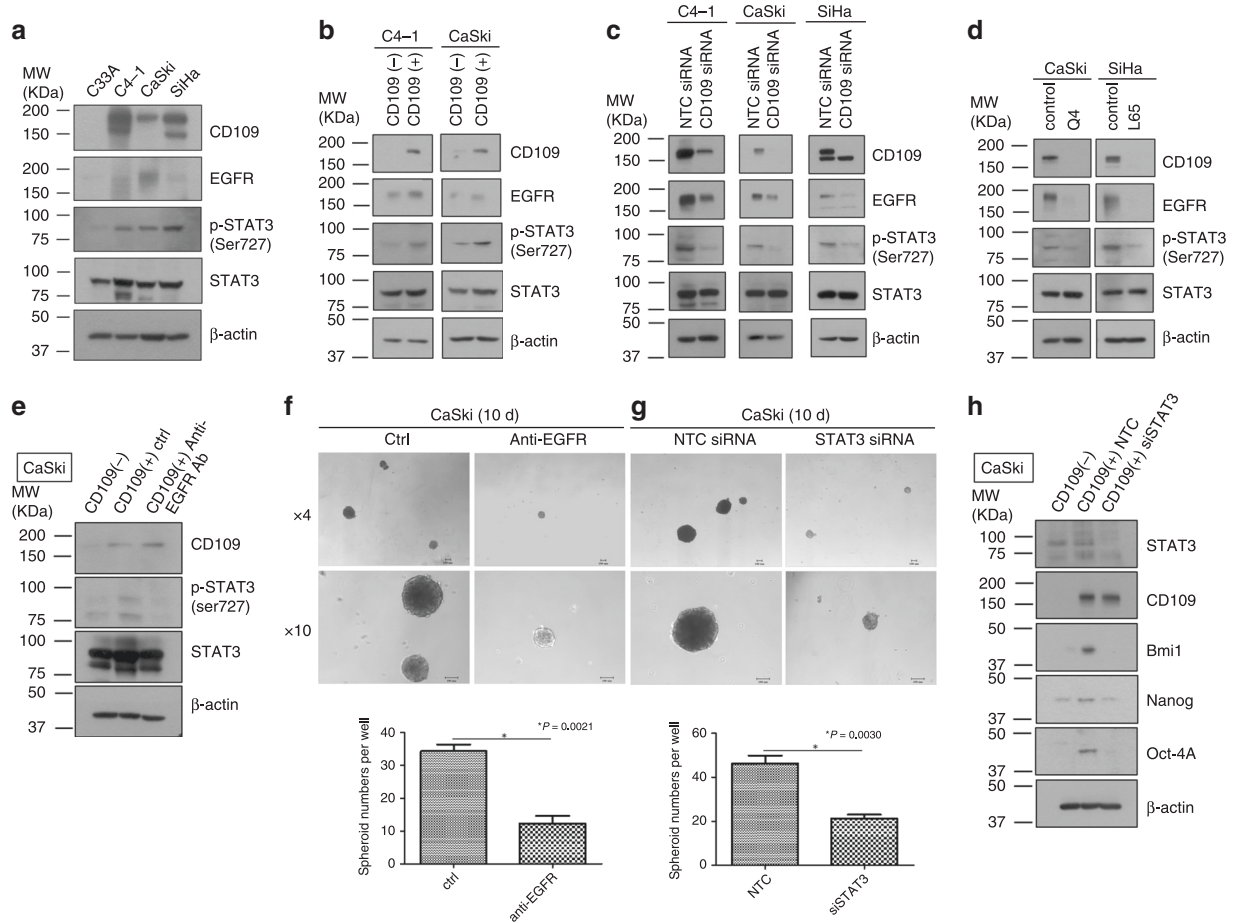 a
MW
(KDa)
C33A
C4–1
CaSki
SiHa
200
150
CD109
200
150
EGFR
100
75
p-STAT3
(Ser727)
100
75
STAT3
50
37
β-actin
b
C4–1
CaSki
MW
(KDa)
CD109 (–)
CD109 (+)
CD109 (–)
CD109 (+)
200
150
CD109
200
150
EGFR
100
75
p-STAT3
(Ser727)
100
75
STAT3
50
37
β-actin
c
C4–1
CaSki
SiHa
MW
(KDa)
NTC siRNA
CD109 siRNA
NTC siRNA
CD109 siRNA
NTC siRNA
CD109 siRNA
200
150
CD109
200
150
EGFR
100
75
p-STAT3
(Ser727)
100
75
STAT3
50
37
β-actin
d
CaSki
SiHa
MW
(KDa)
control
Q4
control
L65
200
150
CD109
200
150
EGFR
100
75
p-STAT3
(Ser727)
100
75
STAT3
50
37
β-actin
e
CaSki
MW
(KDa)
CD109(–)
CD109(+) ctrl
CD109(+) Anti-
EGFR Ab
200
150
CD109
100
75
p-STAT3
(ser727)
100
75
STAT3
50
37
β-actin
f
CaSki (10 d)
Ctrl
Anti-EGFR
×4
×10
Spheroid numbers per well
40
30
20
10
0
*P = 0.0021
*
ctrl
anti-EGFR
g
CaSki (10 d)
NTC siRNA
STAT3 siRNA
Spheroid numbers per well
60
40
20
0
*P = 0.0030
*
NTC
siSTAT3
h
CaSki
MW
(KDa)
CD109(–)
CD109(+) NTC
CD109(+) siSTAT3
100
75
STAT3
200
150
CD109
50
37
Bmi1
50
37
Nanog
50
37
Oct-4A
50
37
β-actin